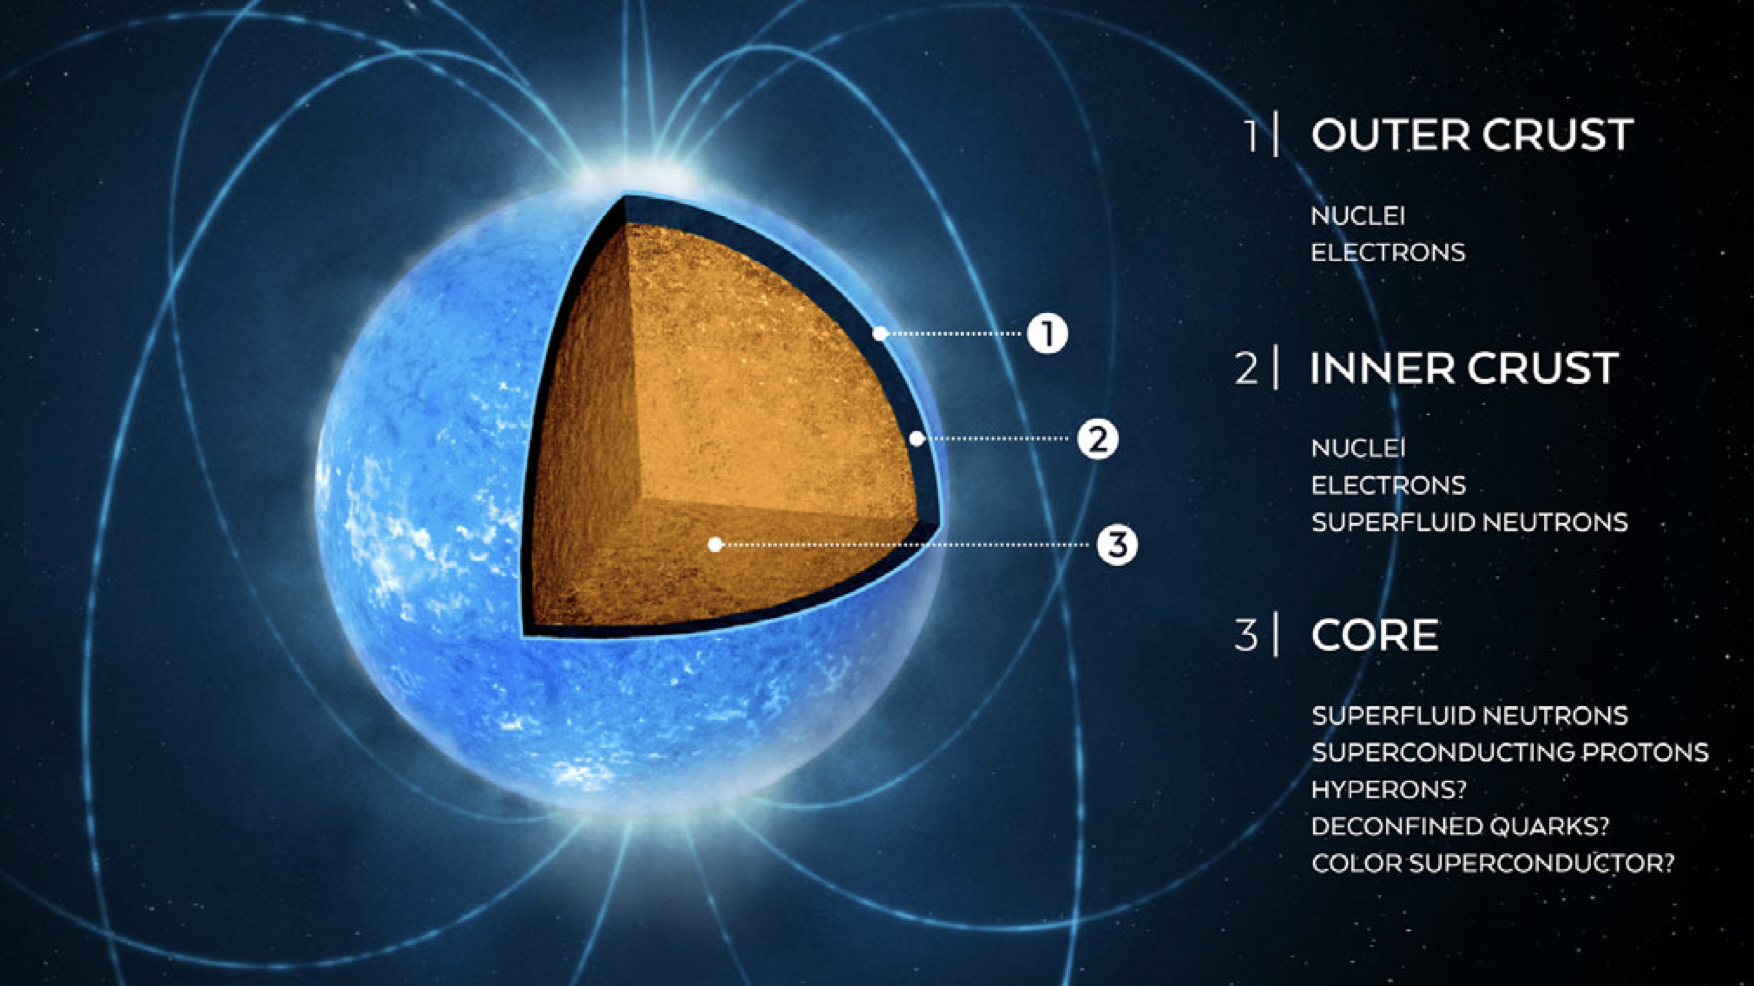 1| OUTER CRUST
NUCLEI
ELECTRONS
2| INNER CRUST
NUCLEI
ELECTRONS
SUPERFLUID NEUTRONS
3| CORE
SUPERFLUID NEUTRONS
SUPERCONDUCTING PROTONS
HYPERONS?
DECONFINED QUARKS?
COLOR SUPERCONDUCTOR?
1
2
3